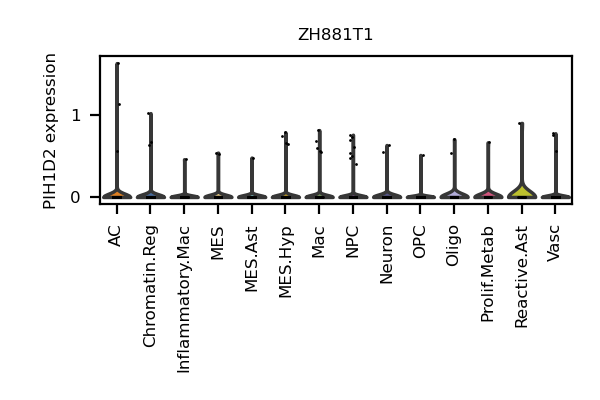 ZH881T1
PIH1D2 expression
1
0
AC
Chromatin.Reg
Inflammatory.Mac
MES
MES.Ast
MES.Hyp
Mac
NPC
Neuron
OPC
Oligo
Prolif.Metab
Reactive.Ast
Vasc